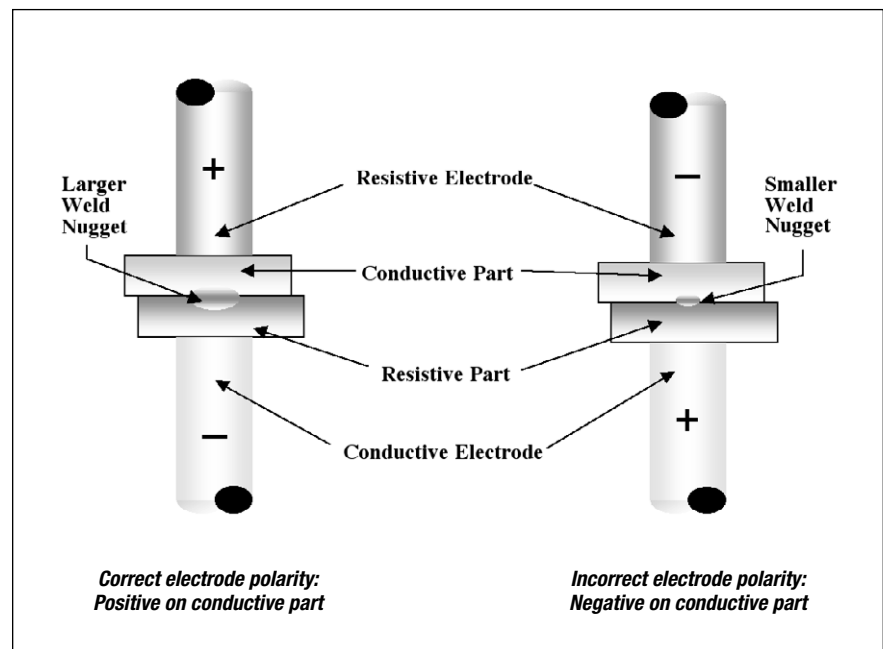 +
−
Larger
Weld
Nugget
Resistive Electrode
Smaller
Weld
Nugget
Conductive Part
Resistive Part
−
Conductive Electrode
+
Correct electrode polarity:
Positive on conductive part
Incorrect electrode polarity:
Negative on conductive part